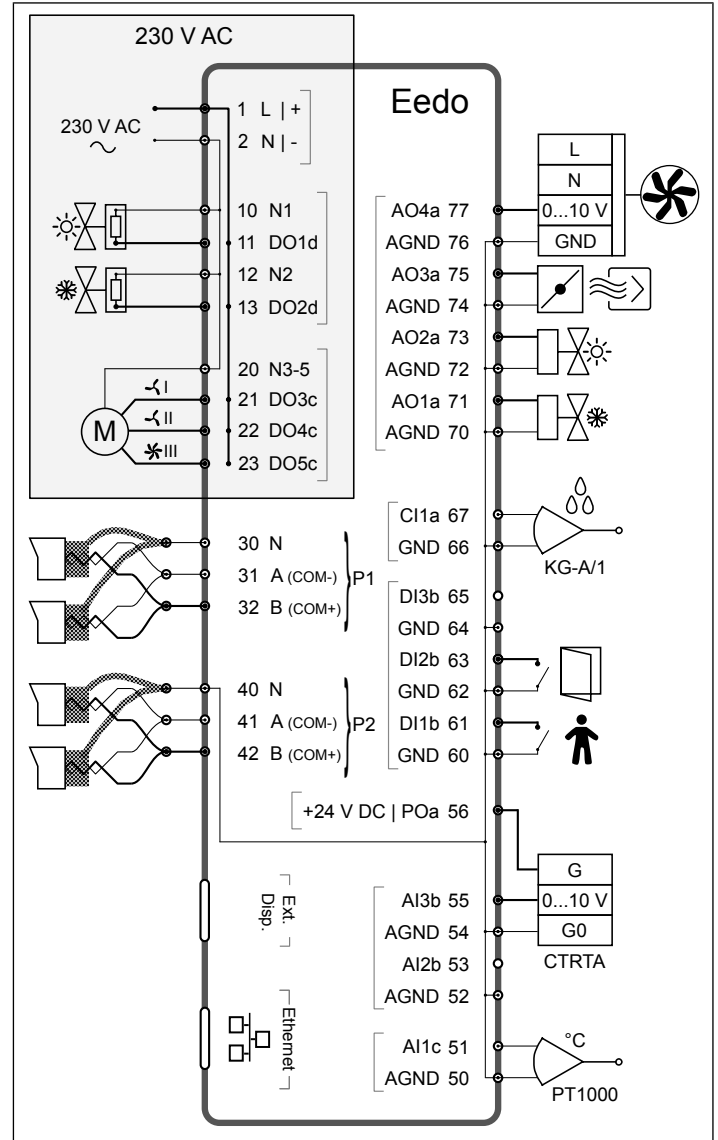 230 V AC
Eedo
230 V AC
1 L | +
2 N | -
10 N1
11 DO1d
12 N2
13 DO2d
20 N3-5
21 DO3c
22 DO4c
23 DO5c
I
II
III
M
30 N
31 A (COM-)
32 B (COM+)
P1
40 N
41 A (COM-)
42 B (COM+)
P2
Ext.
Disp.
Ethernet
AO4a 77
AGND 76
AO3a 75
AGND 74
AO2a 73
AGND 72
AO1a 71
AGND 70
CI1a 67
GND 66
DI3b 65
GND 64
DI2b 63
GND 62
DI1b 61
GND 60
+24 V DC | POa 56
AI3b 55
AGND 54
AI2b 53
AGND 52
AI1c 51
AGND 50
L
N
0...10 V
GND
KG-A/1
G
0...10 V
G0
CTRTA
°C
PT1000